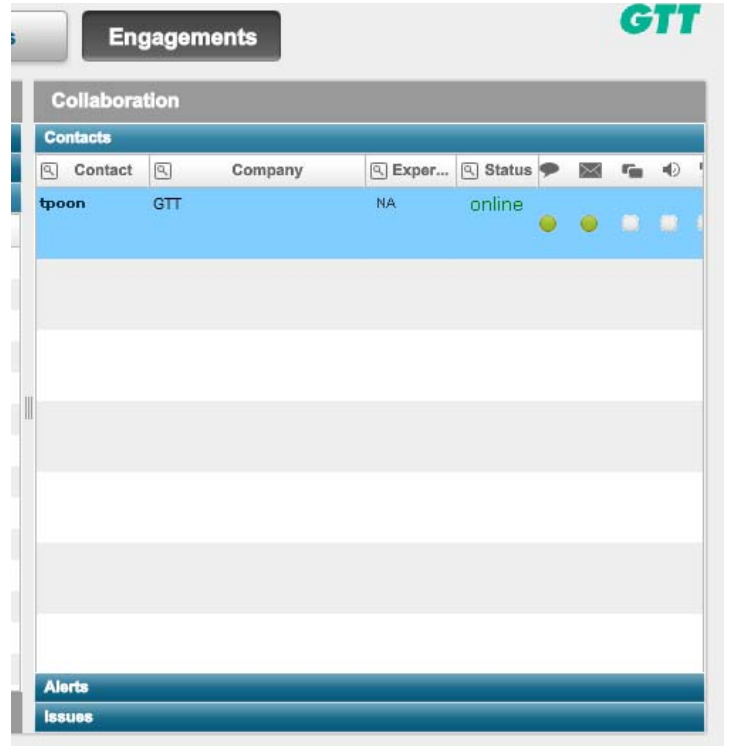 s
Engagements
GTT
Collaboration
Contacts
Contact Company Exper... Status
tpoon GTT NA online
Alerts
Issues